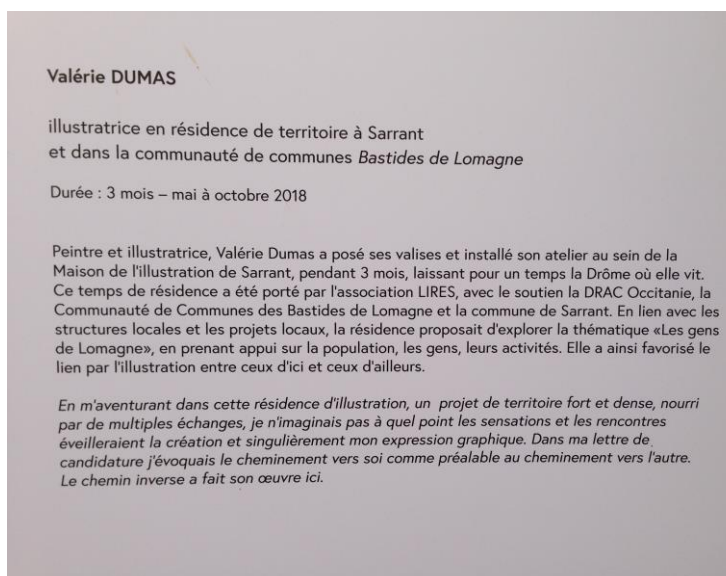 Valérie DUMAS
illustratrice en résidence de territoire à Sarrant
et dans la communauté de communes Bastides de Lomagne
Durée : 3 mois – mai à octobre 2018
Peintre et illustratrice, Valérie Dumas a posé ses valises et installé son atelier au sein de la
Maison de l'illustration de Sarrant, pendant 3 mois, laissant pour un temps la Drôme où elle vit.
Ce temps de résidence a été porté par l'association LIRES, avec le soutien la DRAC Occitanie, la
Communauté de Communes des Bastides de Lomagne et la commune de Sarrant. En lien avec les
structures locales et les projets locaux, la résidence proposait d'explorer la thématique «Les gens
de Lomagne», en prenant appui sur la population, les gens, leurs activités. Elle a ainsi favorisé le
lien par l'illustration entre ceux d'ici et ceux d'ailleurs.
En m'aventurant dans cette résidence d'illustration, un projet de territoire fort et dense, nourri
par de multiples échanges, je n'imaginais pas à quel point les sensations et les rencontres
éveilleraient la création et singulièrement mon expression graphique. Dans ma lettre de
candidature j'évoquais le cheminement vers soi comme préalable au cheminement vers l'autre.
Le chemin inverse a fait son œuvre ici.